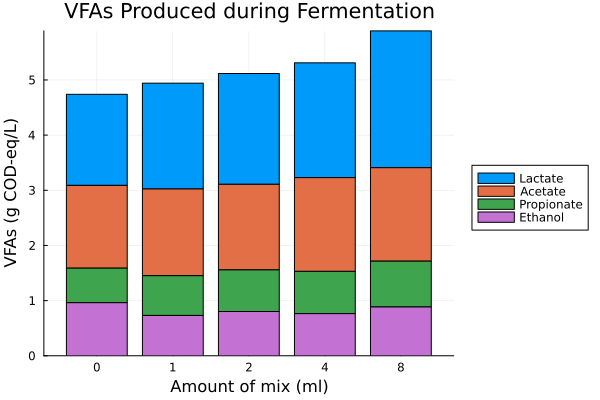 VFAs Produced during Fermentation
VFAs (g COD-eq/L)
5
4
3
2
1
0
0 1 2 4 8
Amount of mix (ml)
Lactate
Acetate
Propionate
Ethanol